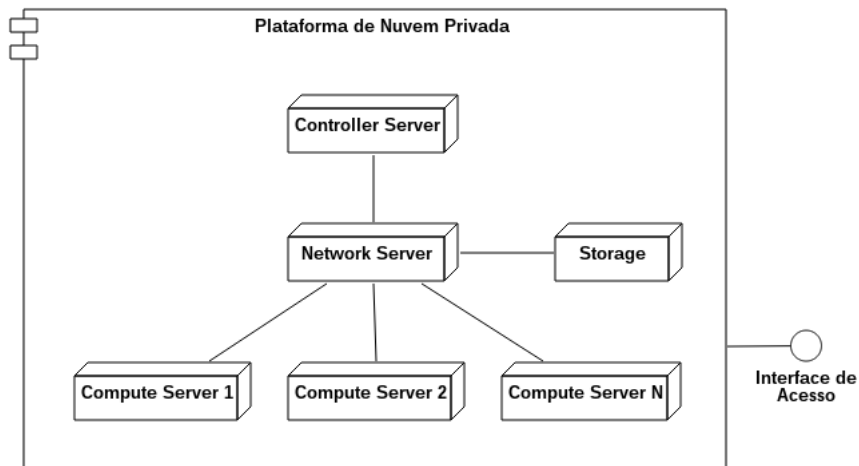 Plataforma de Nuvem Privada
Controller Server
Network Server
Storage
Interface de
Acesso
Compute Server 1
Compute Server 2
Compute Server N